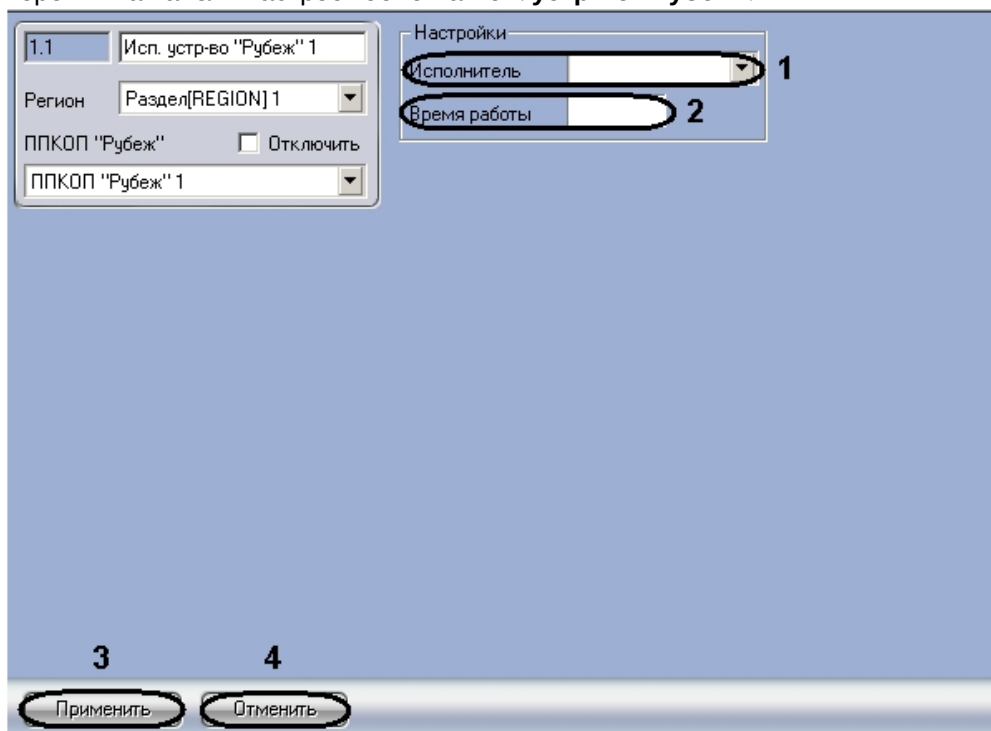 1.1 Исп. устр-во "Рубеж" 1
Регион Раздел[REGION] 1
ППКОП "Рубеж" Отключить
ППКОП "Рубеж" 1
Настройки
Исполнитель 1
Время работы 2
3 4
Применить Отменить